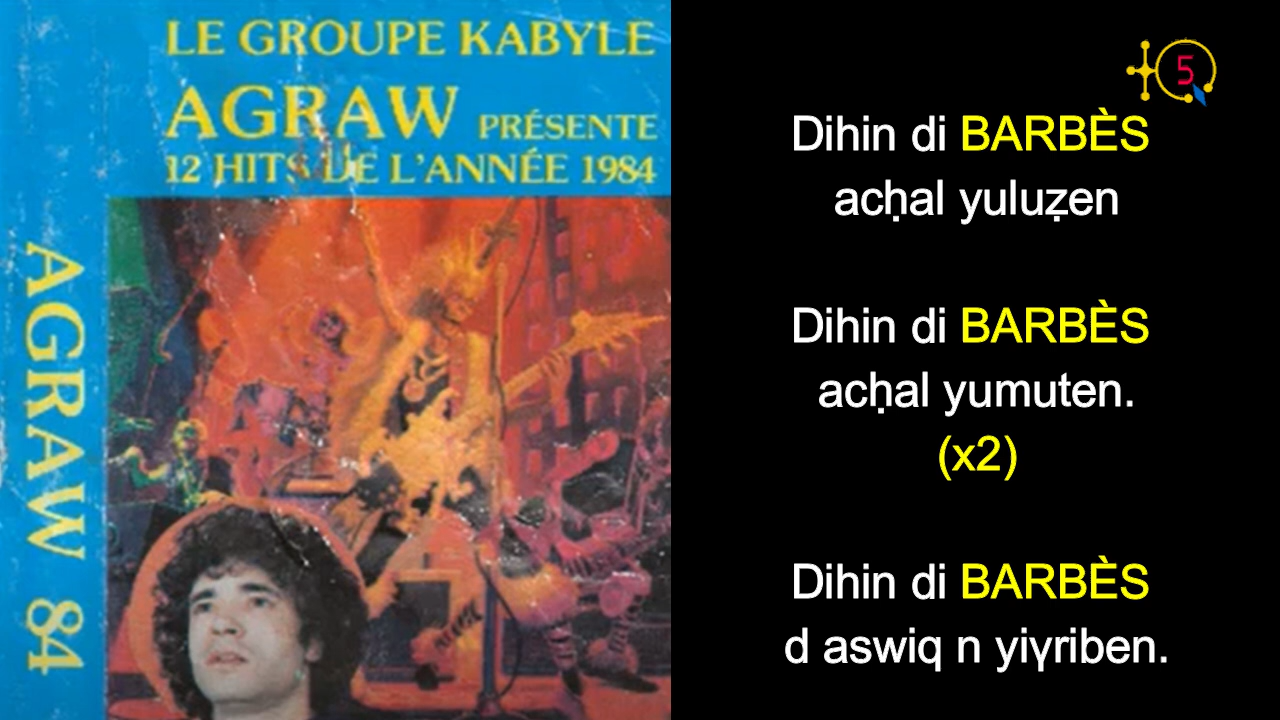 LE GROUPE KABYLE
AGRAW PRÉSENTE
12 HITS DE L'ANNÉE 1984
AGRAW 84
5
Dihin di BARBÈS
acḥal yuluẓen
Dihin di BARBÈS
acḥal yumuten.
(x2)
Dihin di BARBÈS
d aswiq n yiγriben.